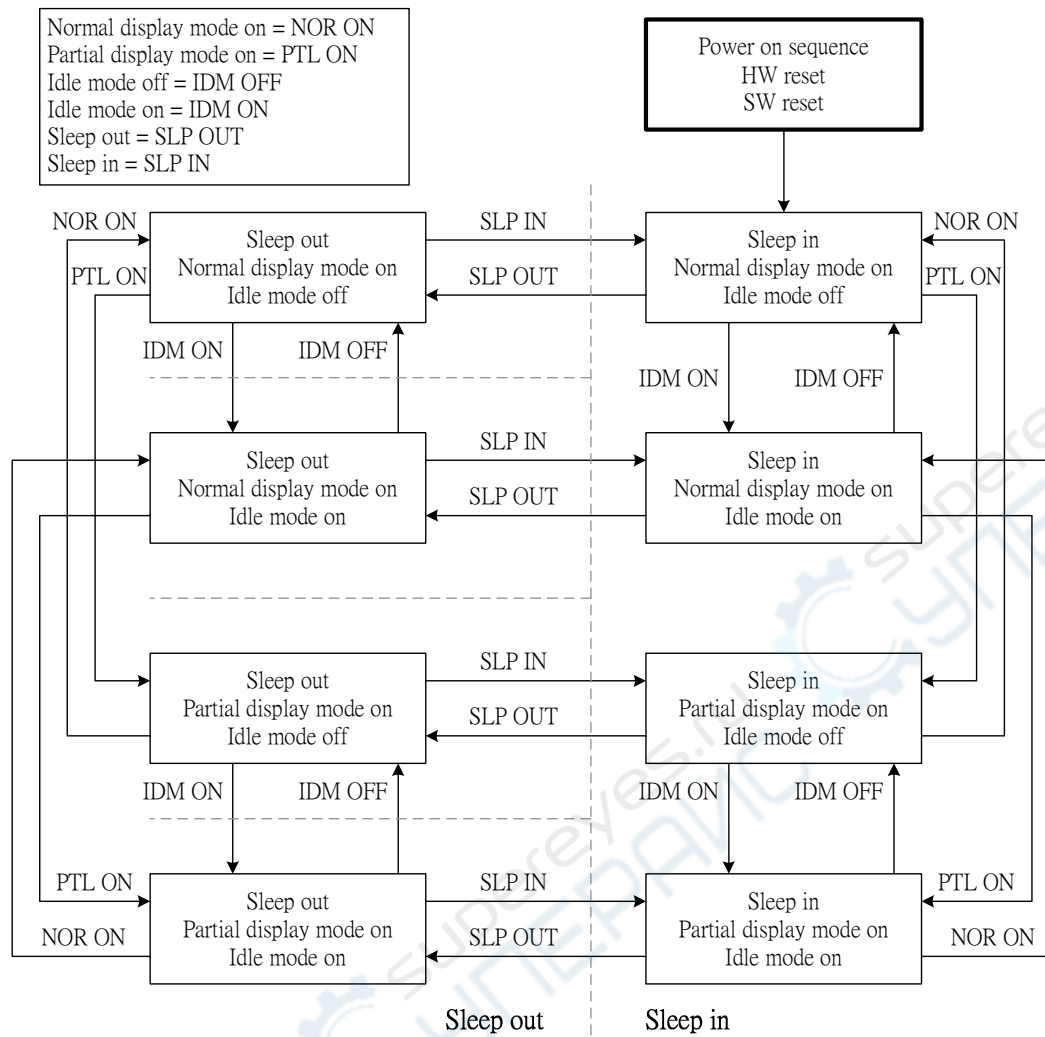 Normal display mode on = NOR ON
Partial display mode on = PTL ON
Idle mode off = IDM OFF
Idle mode on = IDM ON
Sleep out = SLP OUT
Sleep in = SLP IN
Power on sequence
HW reset
SW reset
NOR ON
PTL ON
Sleep out
Normal display mode on
Idle mode off
SLP IN
SLP OUT
Sleep in
Normal display mode on
Idle mode off
NOR ON
PTL ON
IDM ON
IDM OFF
IDM ON
IDM OFF
Sleep out
Normal display mode on
Idle mode on
SLP IN
SLP OUT
Sleep in
Normal display mode on
Idle mode on
Sleep out
Partial display mode on
Idle mode off
SLP IN
SLP OUT
Sleep in
Partial display mode on
Idle mode off
IDM ON
IDM OFF
IDM ON
IDM OFF
PTL ON
NOR ON
Sleep out
Partial display mode on
Idle mode on
SLP IN
SLP OUT
Sleep in
Partial display mode on
Idle mode on
PTL ON
NOR ON
Sleep out
Sleep in
supereyes.ru